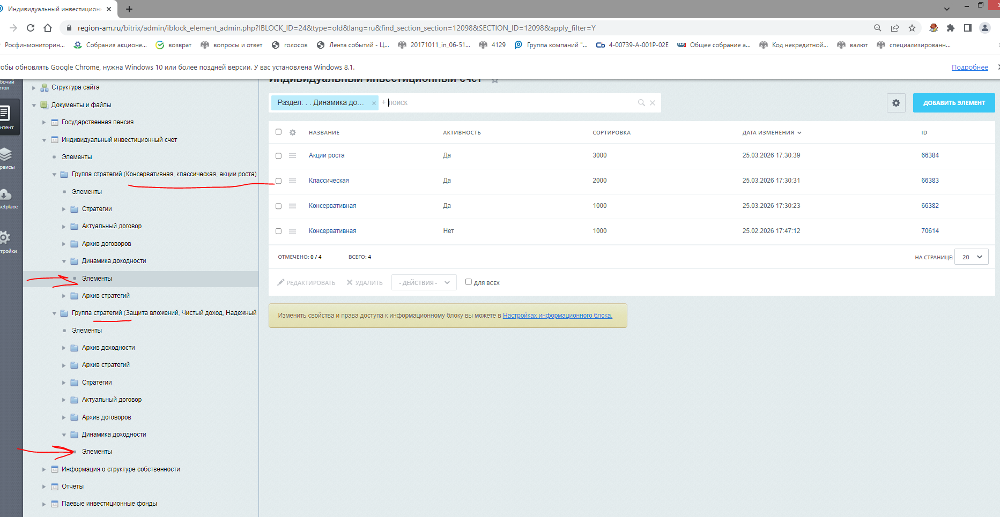 Индивидуальный инвестицион
region-am.ru/bitrix/admin/iblock_element_admin.php?IBLOCK_ID=24&type=old&lang=ru&find_section_section=12098&SECTION_ID=12098&apply_filter=Y
Росфинмониторин... Собрания акционе... возврат вопросы и ответ голосов Лента событий - Ц... 20171011_in_06-51... 4129 Группа компаний "... 4-00739-A-001P-02E Общее собрание а... Код некредитной... валют специализированн...
обы обновлять Google Chrome, нужна Windows 10 или более поздней версии. У вас установлена Windows 8.1. Подробнее
бочий
стол
нтент
рвисы
ketplace
тройки
Структура сайта
Документы и файлы
Государственная пенсия
Индивидуальный инвестиционный счет
Элементы
Группа стратегий (Консервативная, классическая, акции роста)
Элементы
Стратегии
Актуальный договор
Архив договоров
Динамика доходности
Элементы
Архив стратегий
Группа стратегий (Защита вложений, Чистый доход, Надежный
Элементы
Архив доходности
Архив стратегий
Стратегии
Актуальный договор
Архив договоров
Динамика доходности
Элементы
Информация о структуре собственности
Отчёты
Паевые инвестиционные фонды
Индивидуальный инвестиционный счет
Раздел: . . Динамика до... × + поиск
ДОБАВИТЬ ЭЛЕМЕНТ
НАЗВАНИЕ АКТИВНОСТЬ СОРТИРОВКА ДАТА ИЗМЕНЕНИЯ ID
Акции роста Да 3000 25.03.2026 17:30:39 66384
Классическая Да 2000 25.03.2026 17:30:31 66383
Консервативная Да 1000 25.03.2026 17:30:23 66382
Консервативная Нет 1000 25.02.2026 17:47:12 70614
ОТМЕЧЕНО: 0 / 4 ВСЕГО: 4 НА СТРАНИЦЕ: 20
РЕДАКТИРОВАТЬ УДАЛИТЬ - ДЕЙСТВИЯ - ДЛЯ ВСЕХ
Изменить свойства и права доступа к информационному блоку вы можете в Настройках информационного блока.